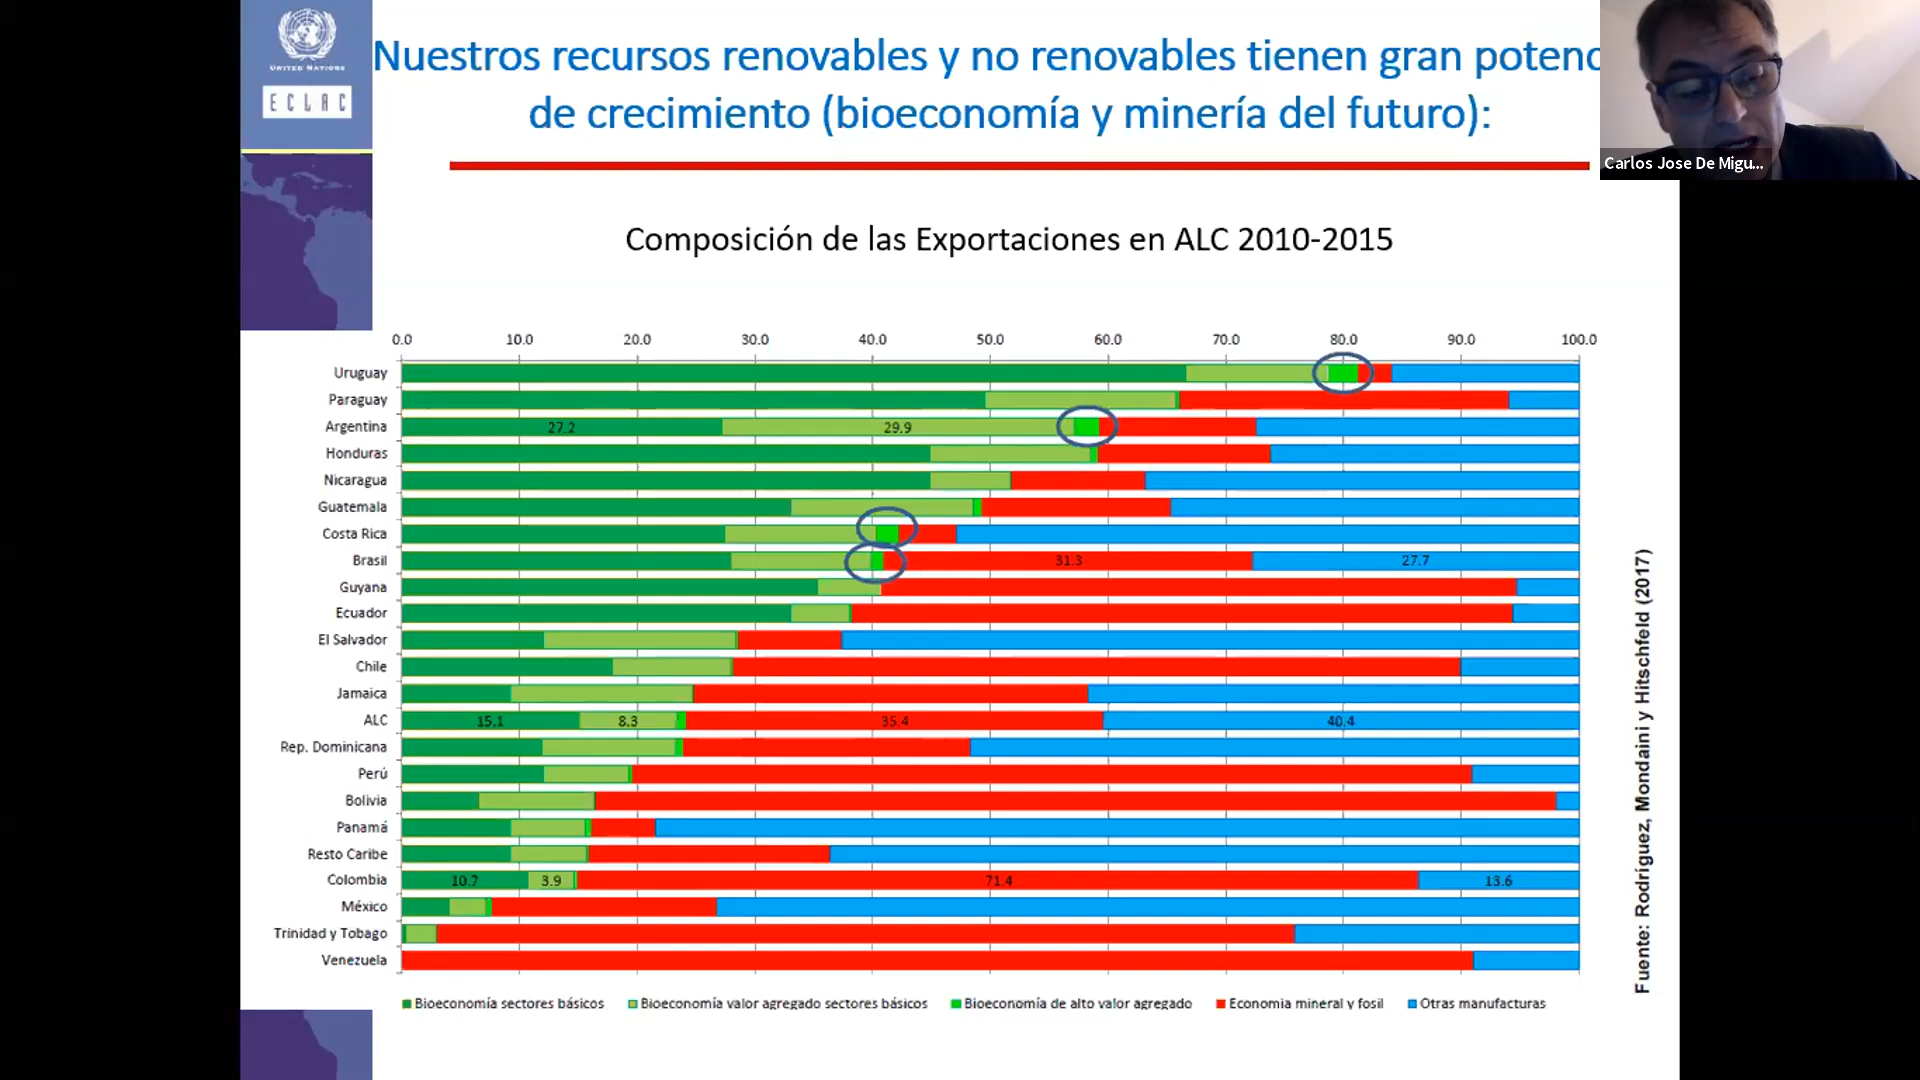 UNITED NATIONS
ECLAC
Nuestros recursos renovables y no renovables tienen gran potenc
de crecimiento (bioeconomía y minería del futuro):
Carlos Jose De Migu...
Composición de las Exportaciones en ALC 2010-2015
0.0 10.0 20.0 30.0 40.0 50.0 60.0 70.0 80.0 90.0 100.0
Uruguay
Paraguay
Argentina 27.2 29.9
Honduras
Nicaragua
Guatemala
Costa Rica
Brasil 31.3 27.7
Guyana
Ecuador
El Salvador
Chile
Jamaica
ALC 15.1 8.3 35.4 40.4
Rep. Dominicana
Perú
Bolivia
Panamá
Resto Caribe
Colombia 10.7 3.9 71.4 13.6
México
Trinidad y Tobago
Venezuela
Bioeconomía sectores básicos Bioeconomía valor agregado sectores básicos Bioeconomía de alto valor agregado Economia mineral y fosil Otras manufacturas
Fuente: Rodríguez, Mondaini y Hitschfeld (2017)